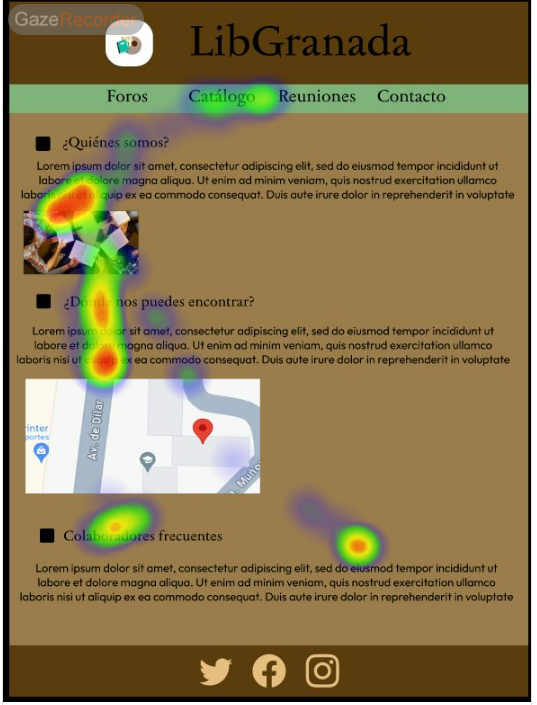 GazeRecorder
LibGranada
Foros Catálogo Reuniones Contacto
¿Quiénes somos?
Lorem ipsum dolor sit amet, consectetur adipiscing elit, sed do eiusmod tempor incididunt ut
labore et dolore magna aliqua. Ut enim ad minim veniam, quis nostrud exercitation ullamco
laboris nisi ut aliquip ex ea commodo consequat. Duis aute irure dolor in reprehenderit in voluptate
¿Dónde nos puedes encontrar?
Lorem ipsum dolor sit amet, consectetur adipiscing elit, sed do eiusmod tempor incididunt ut
labore et dolore magna aliqua. Ut enim ad minim veniam, quis nostrud exercitation ullamco
laboris nisi ut aliquip ex ea commodo consequat. Duis aute irure dolor in reprehenderit in voluptate
inter
portes
Av. de Dílar
Muño
Colaboradores frecuentes
Lorem ipsum dolor sit amet, consectetur adipiscing elit, sed do eiusmod tempor incididunt ut
labore et dolore magna aliqua. Ut enim ad minim veniam, quis nostrud exercitation ullamco
laboris nisi ut aliquip ex ea commodo consequat. Duis aute irure dolor in reprehenderit in voluptate